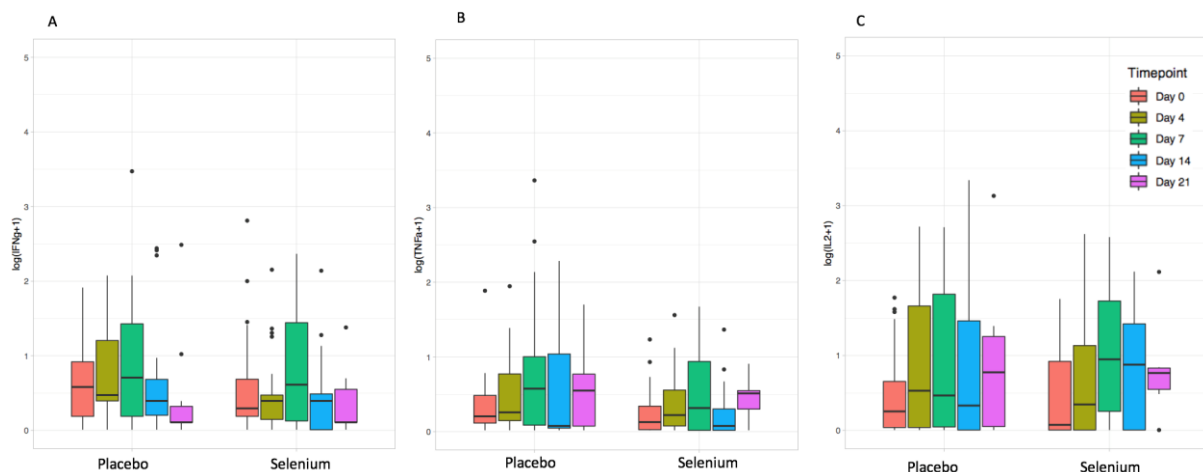 A
5
4
3
2
1
0
log(IFNg+1)
Placebo
Selenium
B
5
4
3
2
1
0
log(TNFa+1)
Placebo
Selenium
C
5
4
3
2
1
0
log(IL2+1)
Timepoint
Day 0
Day 4
Day 7
Day 14
Day 21
Placebo
Selenium